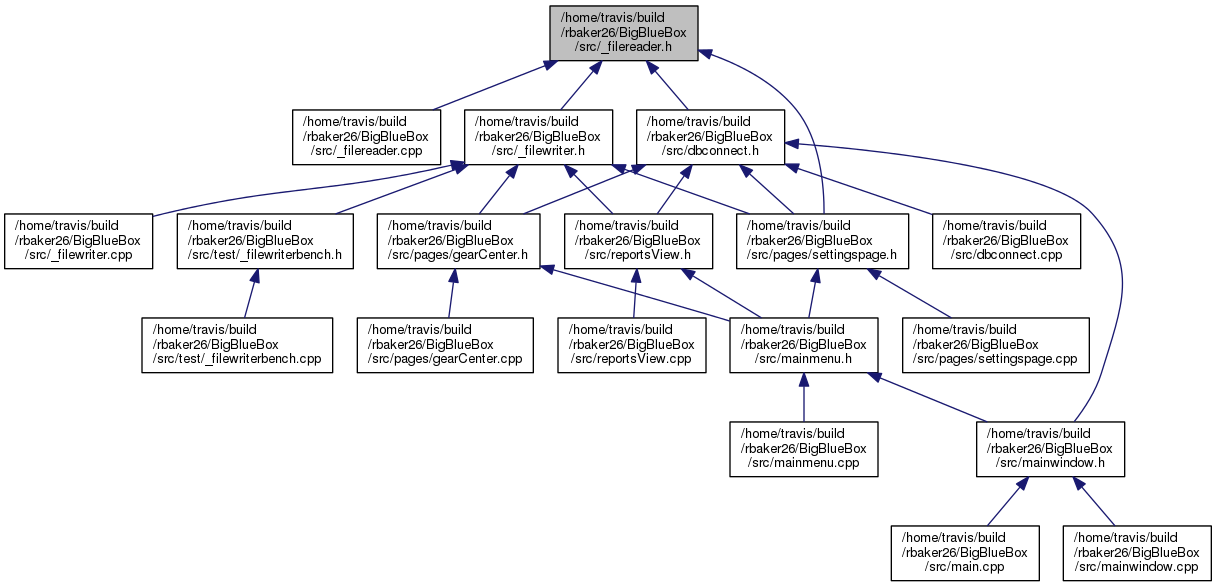 /home/travis/build
/rbaker26/BigBlueBox
/src/_filereader.h
/home/travis/build
/rbaker26/BigBlueBox
/src/_filereader.cpp
/home/travis/build
/rbaker26/BigBlueBox
/src/_filewriter.h
/home/travis/build
/rbaker26/BigBlueBox
/src/dbconnect.h
/home/travis/build
/rbaker26/BigBlueBox
/src/_filewriter.cpp
/home/travis/build
/rbaker26/BigBlueBox
/src/test/_filewriterbench.h
/home/travis/build
/rbaker26/BigBlueBox
/src/pages/gearCenter.h
/home/travis/build
/rbaker26/BigBlueBox
/src/reportsView.h
/home/travis/build
/rbaker26/BigBlueBox
/src/pages/settingspage.h
/home/travis/build
/rbaker26/BigBlueBox
/src/dbconnect.cpp
/home/travis/build
/rbaker26/BigBlueBox
/src/test/_filewriterbench.cpp
/home/travis/build
/rbaker26/BigBlueBox
/src/pages/gearCenter.cpp
/home/travis/build
/rbaker26/BigBlueBox
/src/reportsView.cpp
/home/travis/build
/rbaker26/BigBlueBox
/src/mainmenu.h
/home/travis/build
/rbaker26/BigBlueBox
/src/pages/settingspage.cpp
/home/travis/build
/rbaker26/BigBlueBox
/src/mainmenu.cpp
/home/travis/build
/rbaker26/BigBlueBox
/src/mainwindow.h
/home/travis/build
/rbaker26/BigBlueBox
/src/main.cpp
/home/travis/build
/rbaker26/BigBlueBox
/src/mainwindow.cpp